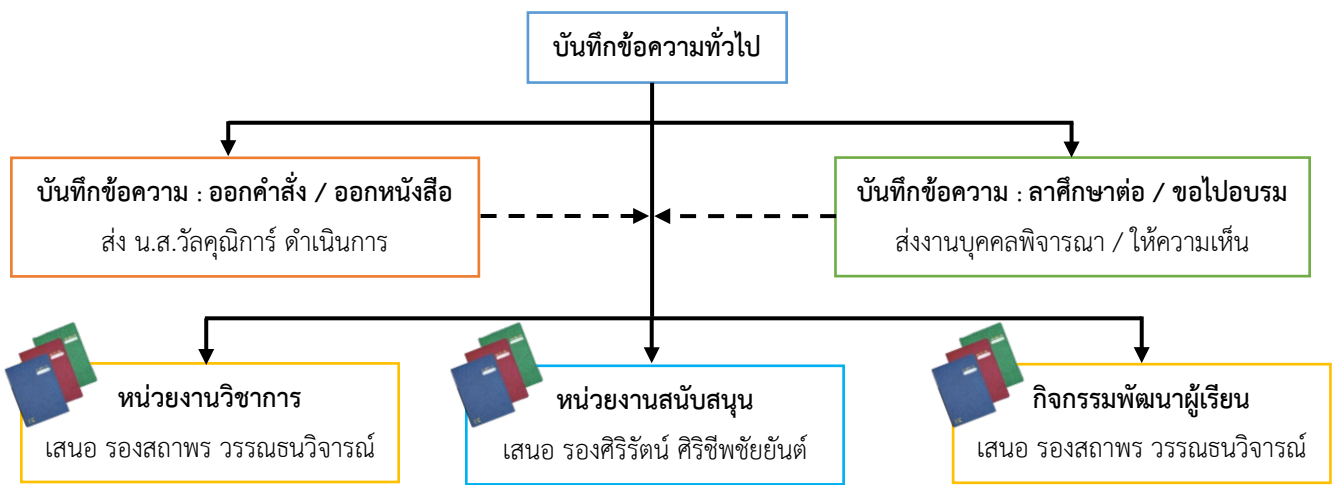 บันทึกข้อความทั่วไป
บันทึกข้อความ : ออกคำสั่ง / ออกหนังสือ
ส่ง น.ส.วัลคุณิการ์ ดำเนินการ
บันทึกข้อความ : ลาศึกษาต่อ / ขอไปอบรม
ส่งงานบุคคลพิจารณา / ให้ความเห็น
หน่วยงานวิชาการ
เสนอ รองสถาพร วรรณธนวิจารณ์
หน่วยงานสนับสนุน
เสนอ รองศิริรัตน์ ศิริชีพชัยยันต์
กิจกรรมพัฒนาผู้เรียน
เสนอ รองสถาพร วรรณธนวิจารณ์